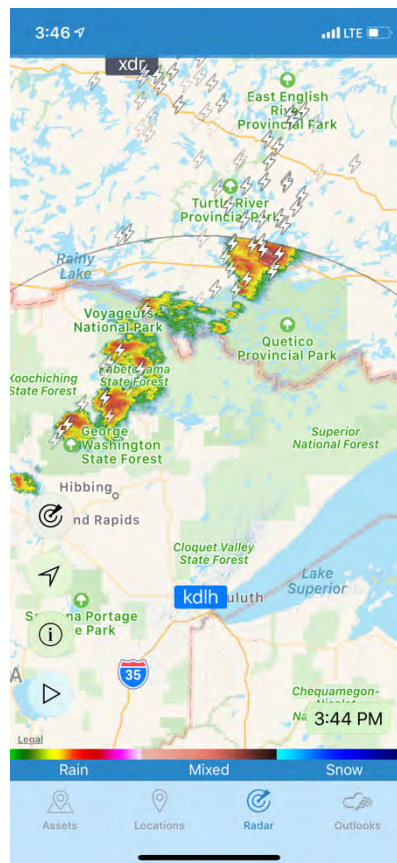 3:46
LTE
xdr
East English
River
Provincial Park
Turtle River
Provincial Park
Rainy
Lake
Voyageurs
National Park
Quetico
Provincial Park
Koochiching
State Forest
Kabetogama
State Forest
George
Washington
State Forest
Superior
National Forest
Hibbing
nd Rapids
Cloquet Valley
State Forest
Lake
Superior
kdlh
uluth
Portage
e Park
35
A
Chequamegon-
3:44 PM
Legal
Rain
Mixed
Snow
Assets
Locations
Radar
Outlooks